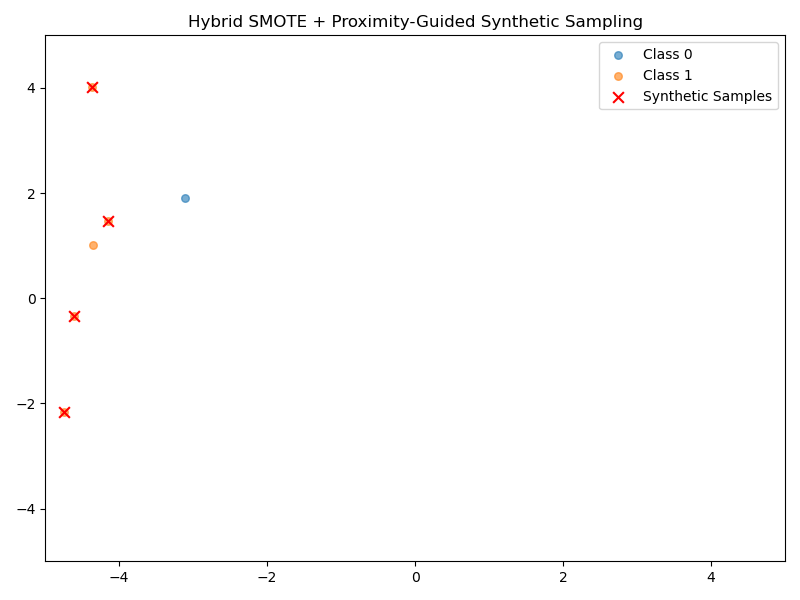 Hybrid SMOTE + Proximity-Guided Synthetic Sampling
Class 0
Class 1
Synthetic Samples
4
2
0
−2
−4
−4
−2
0
2
4